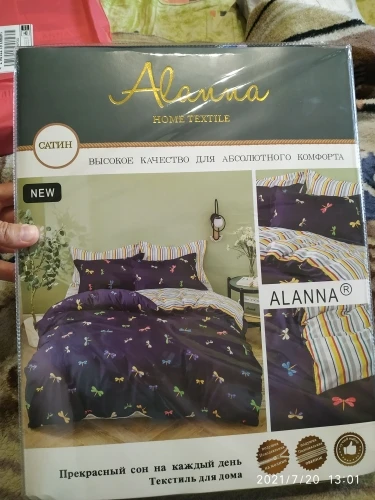 Alanna
HOME TEXTILE
САТИН
ВЫСОКОЕ КАЧЕСТВО ДЛЯ АБСОЛЮТНОГО КОМФОРТА
NEW
ALANNA®
Прекрасный сон на каждый день
Текстиль для дома
2021/7/20 13:01